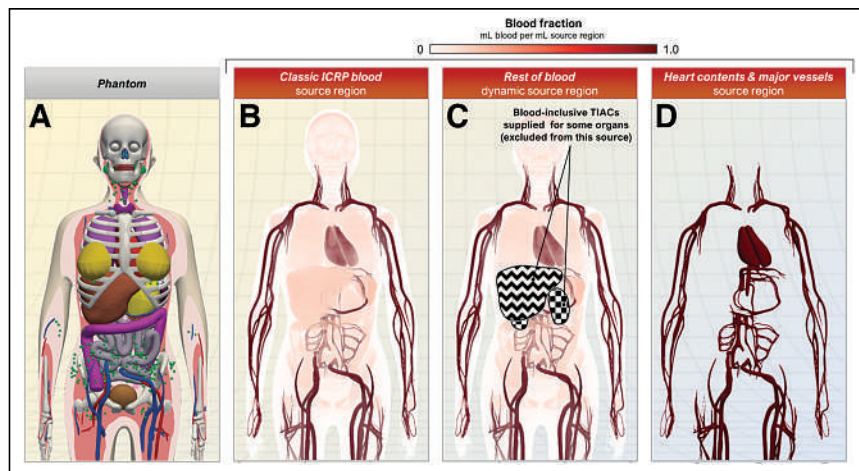 Blood fraction
mL blood per mL source region
0
1.0
Phantom
Classic ICRP blood
source region
Rest of blood
dynamic source region
Heart contents & major vessels
source region
A
B
C
D
Blood-inclusive TIACs
supplied for some organs
(excluded from this source)